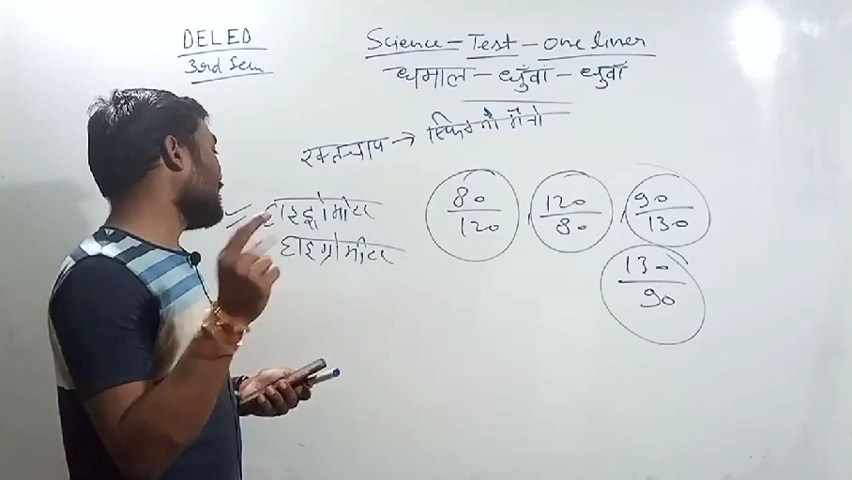 DELED
3rd Sem
Science - Test - one liner
धमाल - धुँवा - धुवाँ
रक्तचाप →
हाइड्रोमीटर
हाइग्रोमीटर
80/120
120/80
90/130
130/90